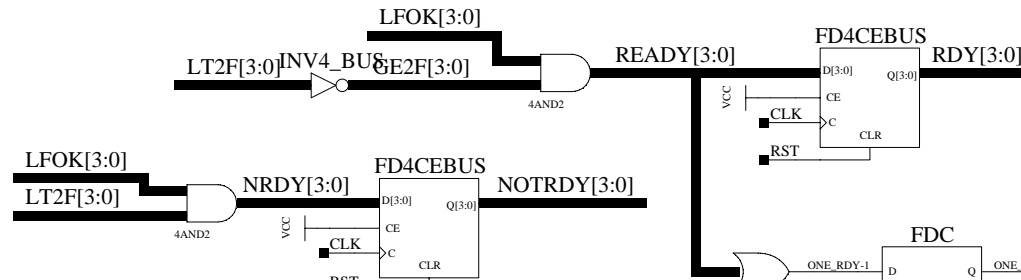 LFOK[3:0]
FD4CEBUS
READY[3:0]
RDY[3:0]
LT2F[3:0]
INV4_BUS
GE2F[3:0]
D[3:0]
Q[3:0]
4AND2
VCC
CE
CLK
C
CLR
RST
LFOK[3:0]
FD4CEBUS
LT2F[3:0]
NRDY[3:0]
NOTRDY[3:0]
D[3:0]
Q[3:0]
4AND2
VCC
CE
CLK
C
CLR
FDC
ONE_RDY-1
D
Q
ONE_